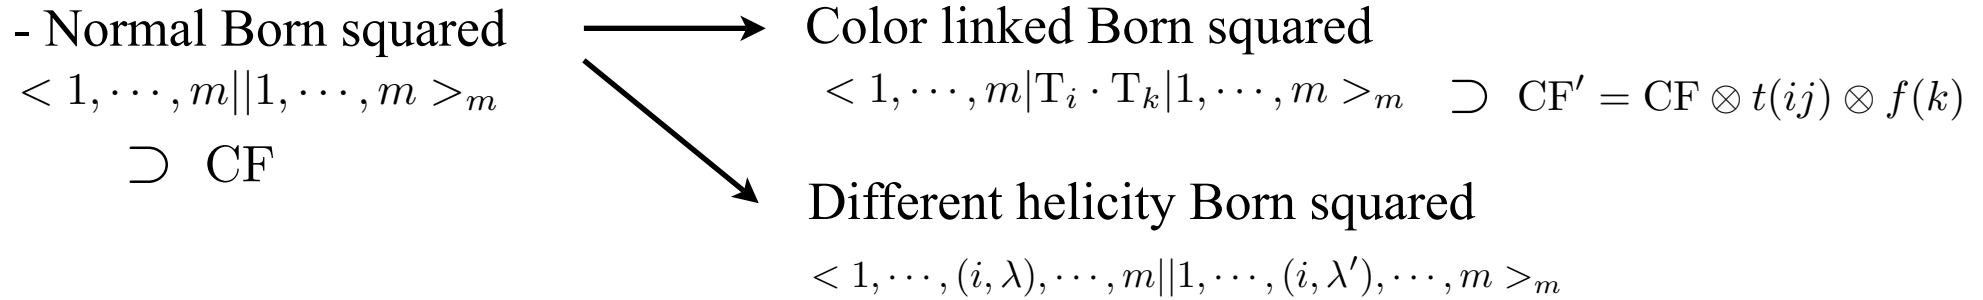 - Normal Born squared
< 1, ⋯ , m||1, ⋯ , m >_m
⊃ CF
Color linked Born squared
< 1, ⋯ , m|T_i · T_k|1, ⋯ , m >_m ⊃ CF′ = CF ⊗ t(ij) ⊗ f(k)
Different helicity Born squared
< 1, ⋯ , (i, λ), ⋯ , m||1, ⋯ , (i, λ′), ⋯ , m >_m